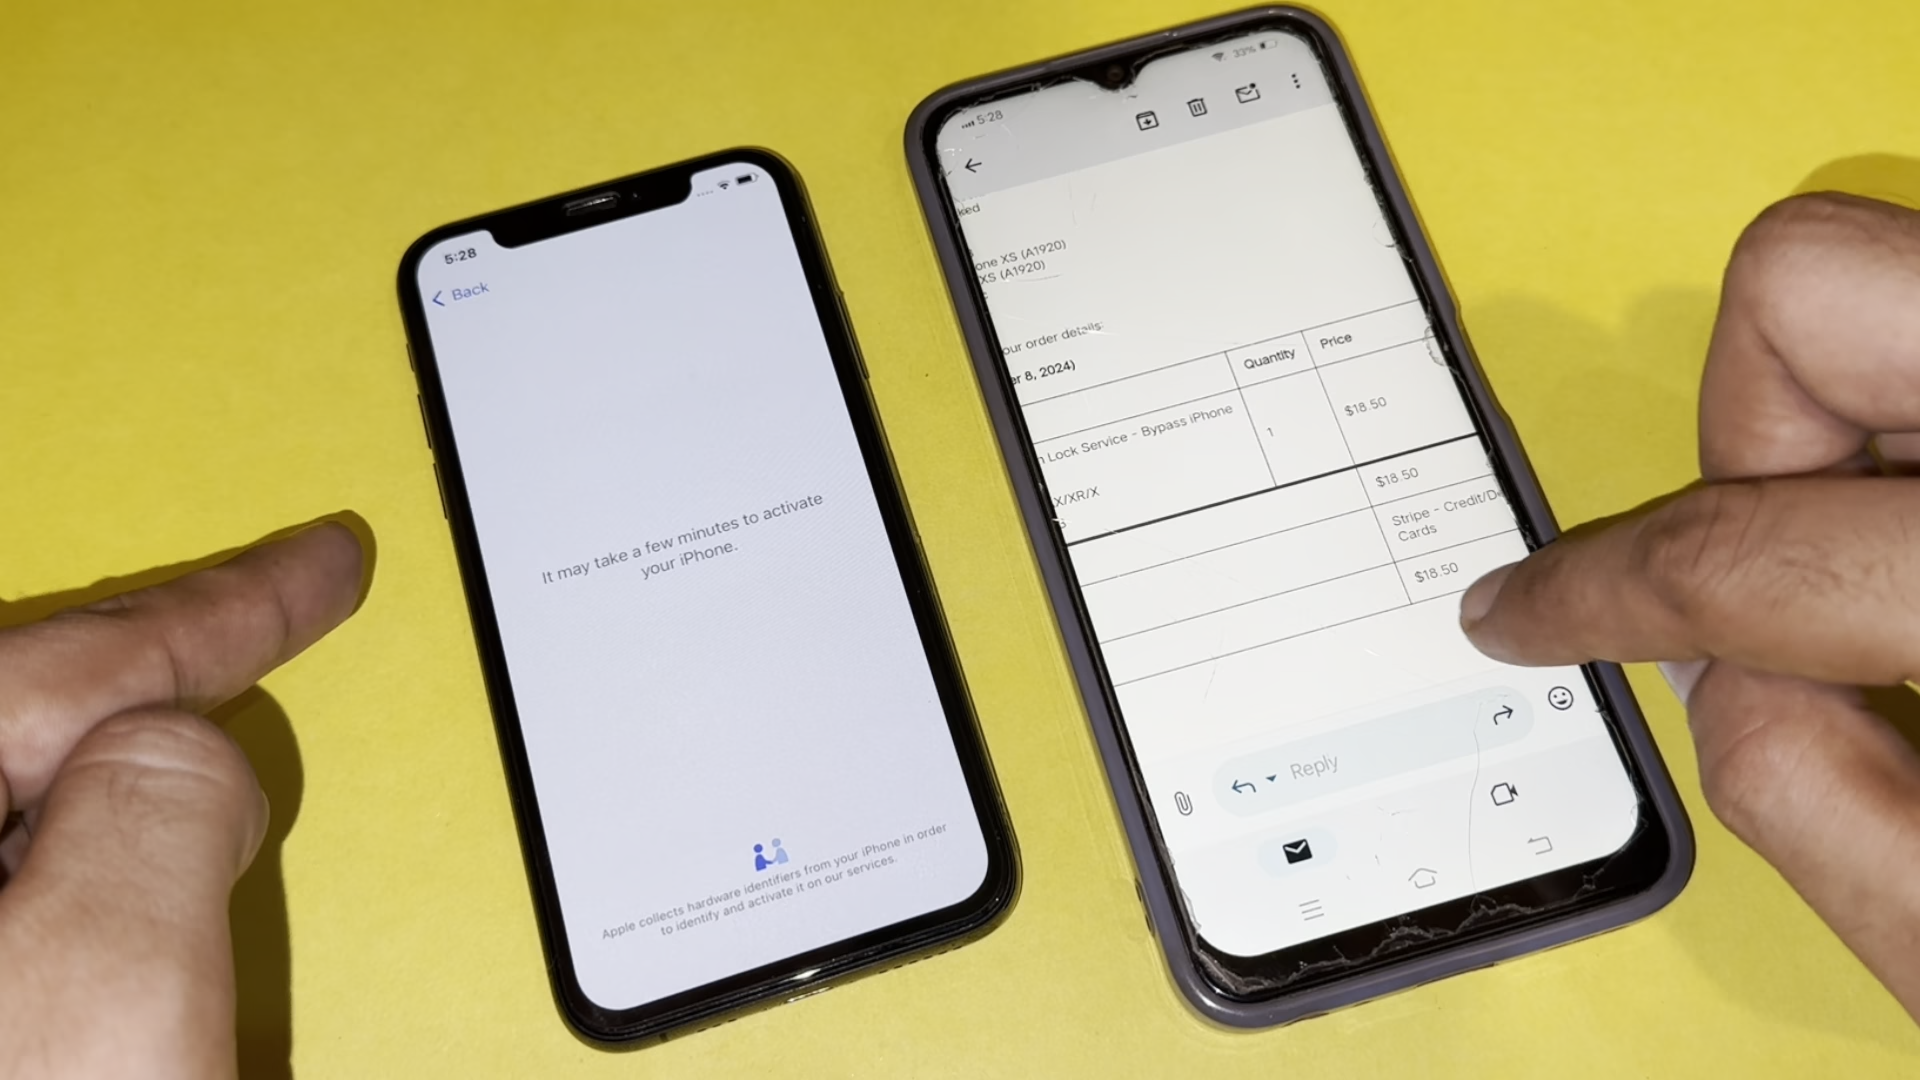 5:28
Back
It may take a few minutes to activate
your iPhone.
Apple collects hardware identifiers from your iPhone in order
to identify and activate it on our services.
5:28
33%
ked
one XS (A1920)
XS (A1920)
our order details:
er 8, 2024)
Quantity
Price
n Lock Service - Bypass iPhone
1
$18.50
X/XR/X
$18.50
Stripe - Credit/De
Cards
$18.50
Reply